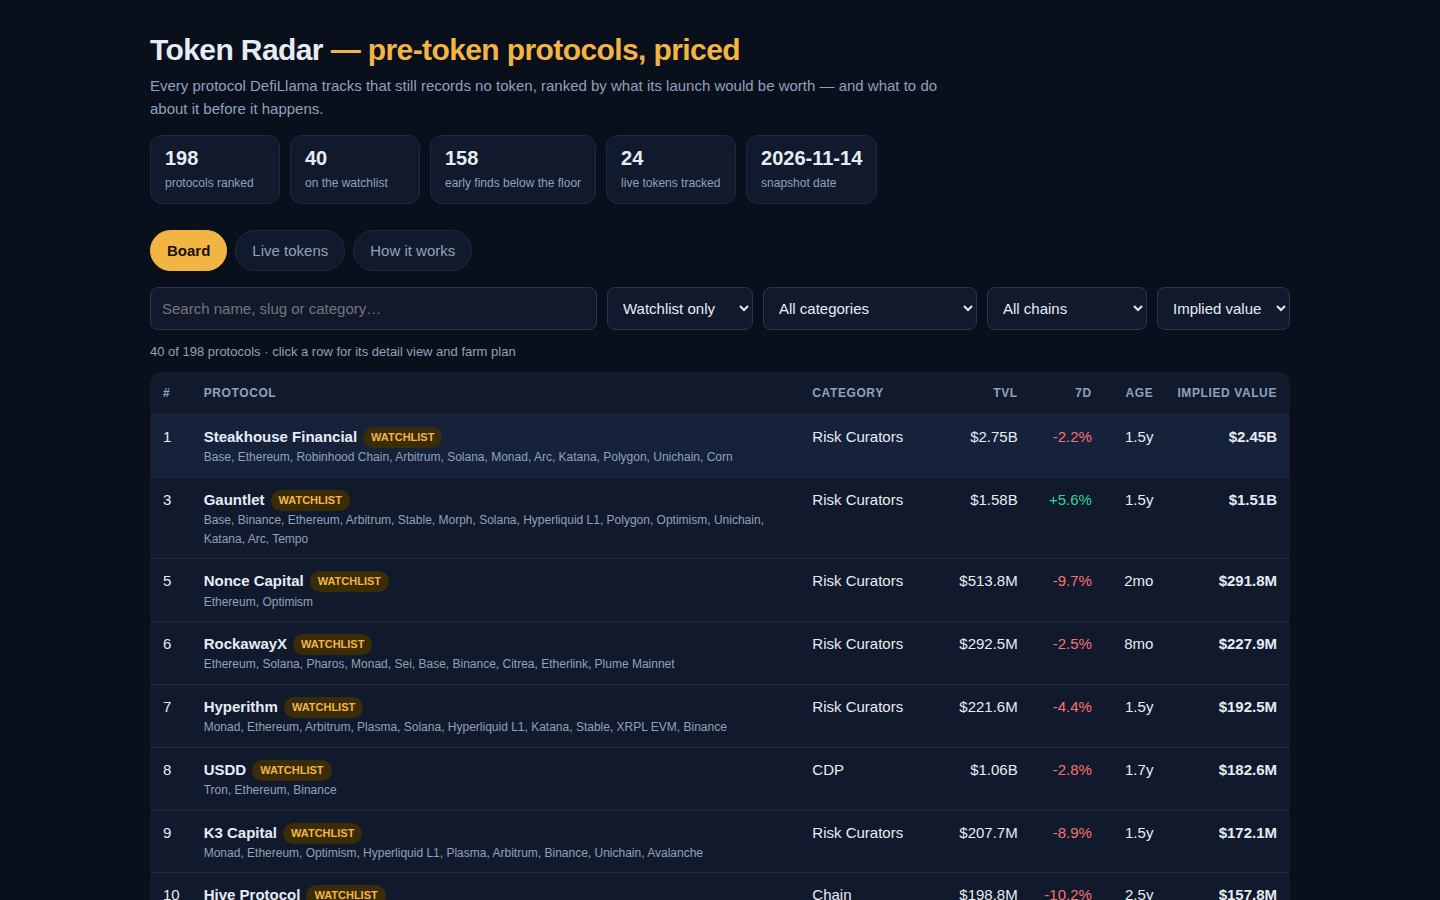 Token Radar — pre-token protocols, priced
Every protocol DefiLlama tracks that still records no token, ranked by what its launch would be worth — and what to do
about it before it happens.
198
protocols ranked
40
on the watchlist
158
early finds below the floor
24
live tokens tracked
2026-11-14
snapshot date
Board
Live tokens
How it works
Search name, slug or category…
Watchlist only
All categories
All chains
Implied value
40 of 198 protocols · click a row for its detail view and farm plan
# PROTOCOL CATEGORY TVL 7D AGE IMPLIED VALUE
1 Steakhouse Financial WATCHLIST Risk Curators $2.75B -2.2% 1.5y $2.45B
Base, Ethereum, Robinhood Chain, Arbitrum, Solana, Monad, Arc, Katana, Polygon, Unichain, Corn
3 Gauntlet WATCHLIST Risk Curators $1.58B +5.6% 1.5y $1.51B
Base, Binance, Ethereum, Arbitrum, Stable, Morph, Solana, Hyperliquid L1, Polygon, Optimism, Unichain,
Katana, Arc, Tempo
5 Nonce Capital WATCHLIST Risk Curators $513.8M -9.7% 2mo $291.8M
Ethereum, Optimism
6 RockawayX WATCHLIST Risk Curators $292.5M -2.5% 8mo $227.9M
Ethereum, Solana, Pharos, Monad, Sei, Base, Binance, Citrea, Etherlink, Plume Mainnet
7 Hyperithm WATCHLIST Risk Curators $221.6M -4.4% 1.5y $192.5M
Monad, Ethereum, Arbitrum, Plasma, Solana, Hyperliquid L1, Katana, Stable, XRPL EVM, Binance
8 USDD WATCHLIST CDP $1.06B -2.8% 1.7y $182.6M
Tron, Ethereum, Binance
9 K3 Capital WATCHLIST Risk Curators $207.7M -8.9% 1.5y $172.1M
Monad, Ethereum, Optimism, Hyperliquid L1, Plasma, Arbitrum, Binance, Unichain, Avalanche
10 Hive Protocol WATCHLIST Chain $198.8M -10.2% 2.5y $157.8M